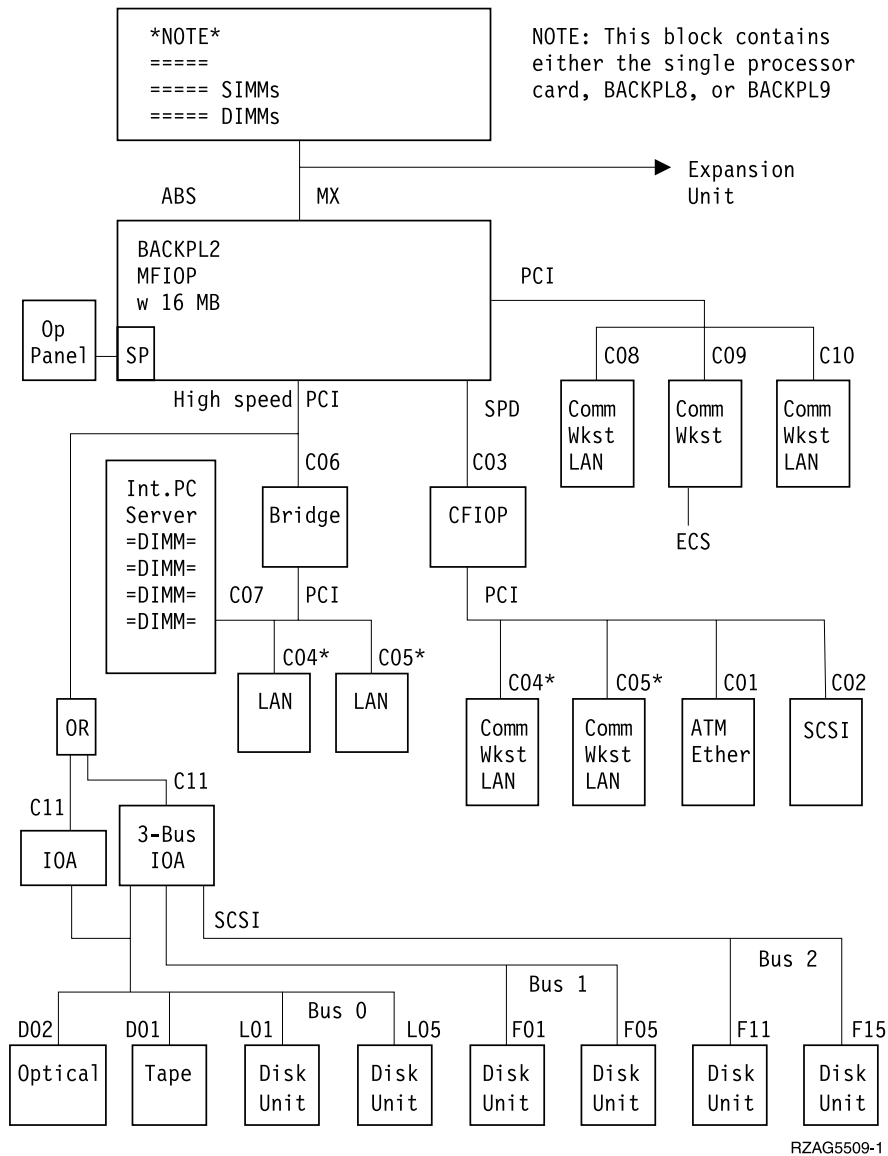 *NOTE*
=====
===== SIMMs
===== DIMMs
NOTE: This block contains
either the single processor
card, BACKPL8, or BACKPL9
Expansion
Unit
ABS
MX
BACKPL2
MFIOP
w 16 MB
PCI
Op
Panel
SP
C08
C09
C10
Comm
Wkst
LAN
Comm
Wkst
Comm
Wkst
LAN
ECS
High speed
PCI
SPD
C06
C03
Int.PC
Server
=DIMM=
=DIMM=
=DIMM=
=DIMM=
Bridge
CFIOP
C07
PCI
PCI
C04*
C05*
LAN
LAN
C04*
C05*
C01
C02
Comm
Wkst
LAN
Comm
Wkst
LAN
ATM
Ether
SCSI
OR
C11
C11
IOA
3-Bus
IOA
SCSI
Bus 2
Bus 1
Bus 0
D02
D01
L01
L05
F01
F05
F11
F15
Optical
Tape
Disk
Unit
Disk
Unit
Disk
Unit
Disk
Unit
Disk
Unit
Disk
Unit
RZAG5509-1